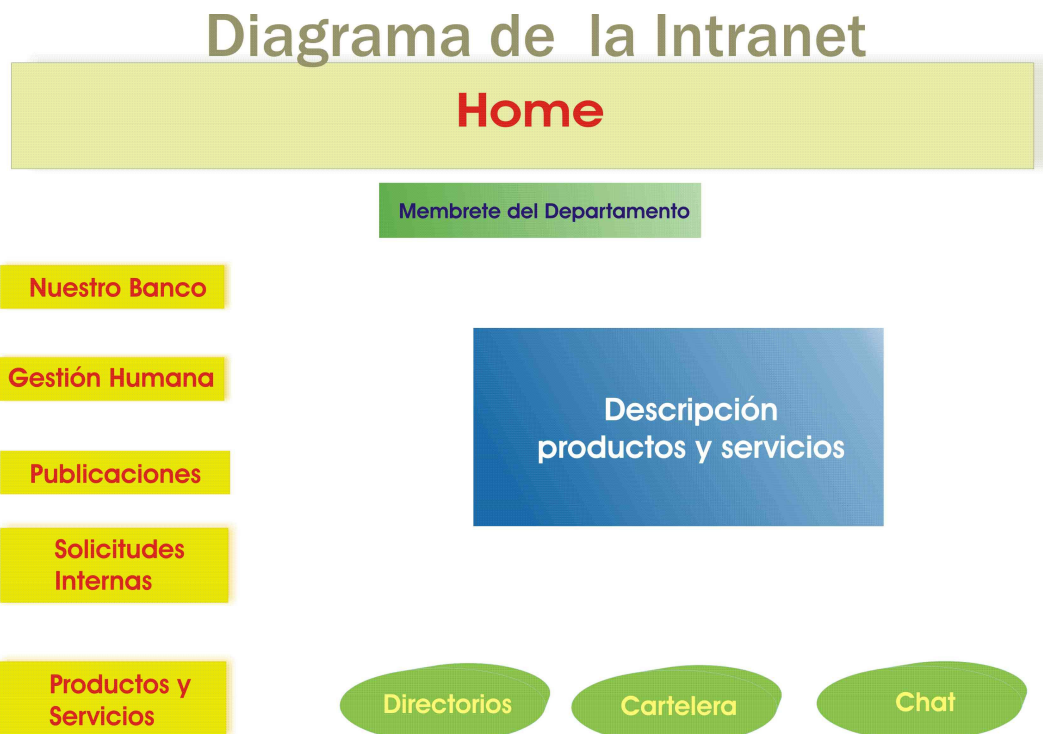 Diagrama de la Intranet
Home
Membrete del Departamento
Nuestro Banco
Gestión Humana
Publicaciones
Solicitudes
Internas
Productos y
Servicios
Descripción
productos y servicios
Directorios
Cartelera
Chat